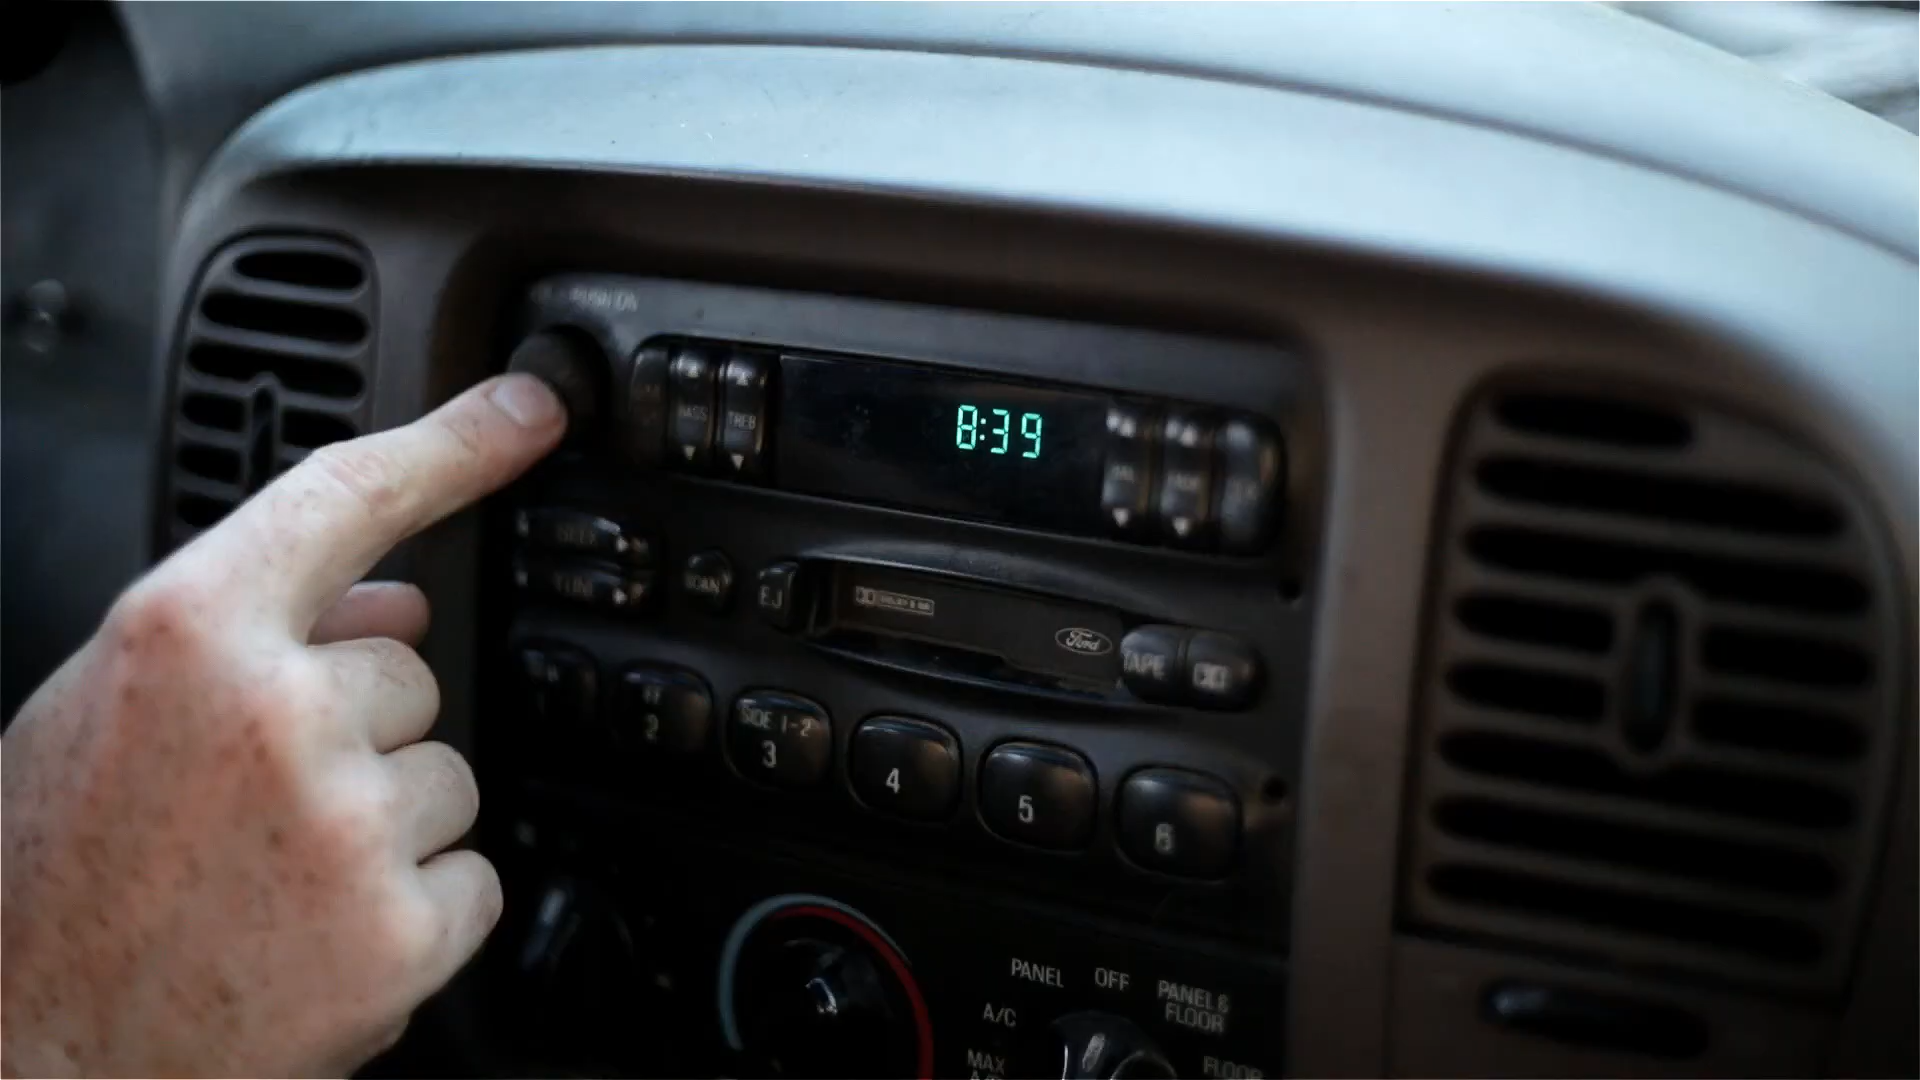 PUSH ON
BASS
TREB
8:39
SEEK
TUNE
SCAN
EJ
Ford
TAPE
2
SIDE 1-2
3
4
5
6
PANEL
OFF
PANEL &
FLOOR
A/C
MAX
A/C
FLOOR